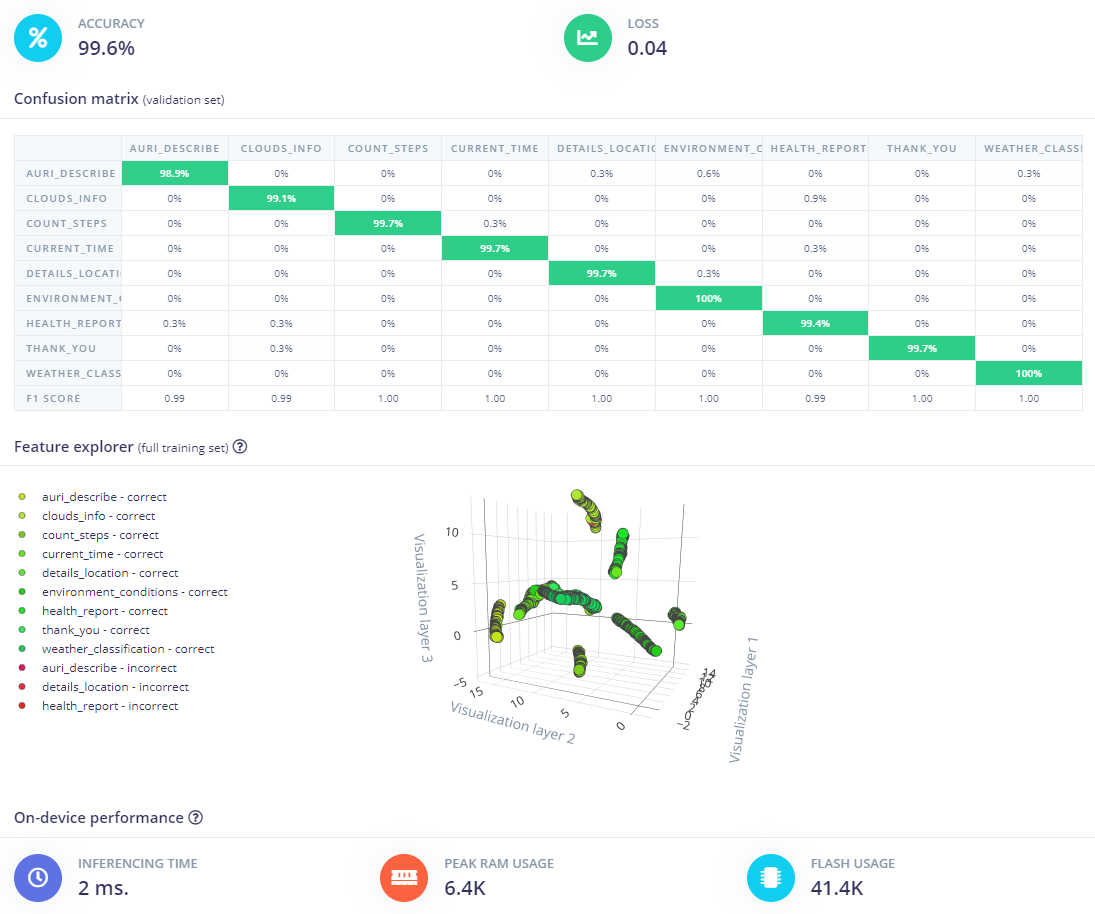 ACCURACY
99.6%
LOSS
0.04
Confusion matrix (validation set)
AURI_DESCRIBE CLOUDS_INFO COUNT_STEPS CURRENT_TIME DETAILS_LOCATIO ENVIRONMENT_C HEALTH_REPORT THANK_YOU WEATHER_CLASSI
AURI_DESCRIBE 98.9% 0% 0% 0% 0.3% 0.6% 0% 0% 0.3%
CLOUDS_INFO 0% 99.1% 0% 0% 0% 0% 0.9% 0% 0%
COUNT_STEPS 0% 0% 99.7% 0.3% 0% 0% 0% 0% 0%
CURRENT_TIME 0% 0% 0% 99.7% 0% 0% 0.3% 0% 0%
DETAILS_LOCATI 0% 0% 0% 0% 99.7% 0.3% 0% 0% 0%
ENVIRONMENT_C 0% 0% 0% 0% 0% 100% 0% 0% 0%
HEALTH_REPORT 0.3% 0.3% 0% 0% 0% 0% 99.4% 0% 0%
THANK_YOU 0% 0.3% 0% 0% 0% 0% 0% 99.7% 0%
WEATHER_CLASS 0% 0% 0% 0% 0% 0% 0% 0% 100%
F1 SCORE 0.99 0.99 1.00 1.00 1.00 1.00 0.99 1.00 1.00
Feature explorer (full training set) ?
auri_describe - correct
clouds_info - correct
count_steps - correct
current_time - correct
details_location - correct
environment_conditions - correct
health_report - correct
thank_you - correct
weather_classification - correct
auri_describe - incorrect
details_location - incorrect
health_report - incorrect
Visualization layer 3
10
5
0
−5
15
10
5
0
Visualization layer 2
14
4
2
0
−2
Visualization layer 1
On-device performance ?
INFERENCING TIME
2 ms.
PEAK RAM USAGE
6.4K
FLASH USAGE
41.4K